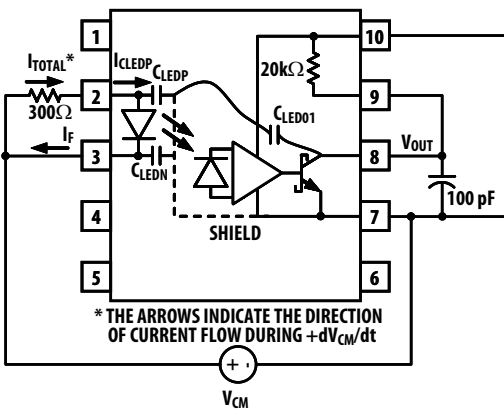 1
10
I_TOTAL*
I_CLEDP
C_LEDP
20kΩ
2
9
300Ω
C_LED01
I_F
3
8
V_OUT
C_LEDN
100 pF
4
7
SHIELD
5
6
* THE ARROWS INDICATE THE DIRECTION
OF CURRENT FLOW DURING +dV_CM/dt
+ -
V_CM